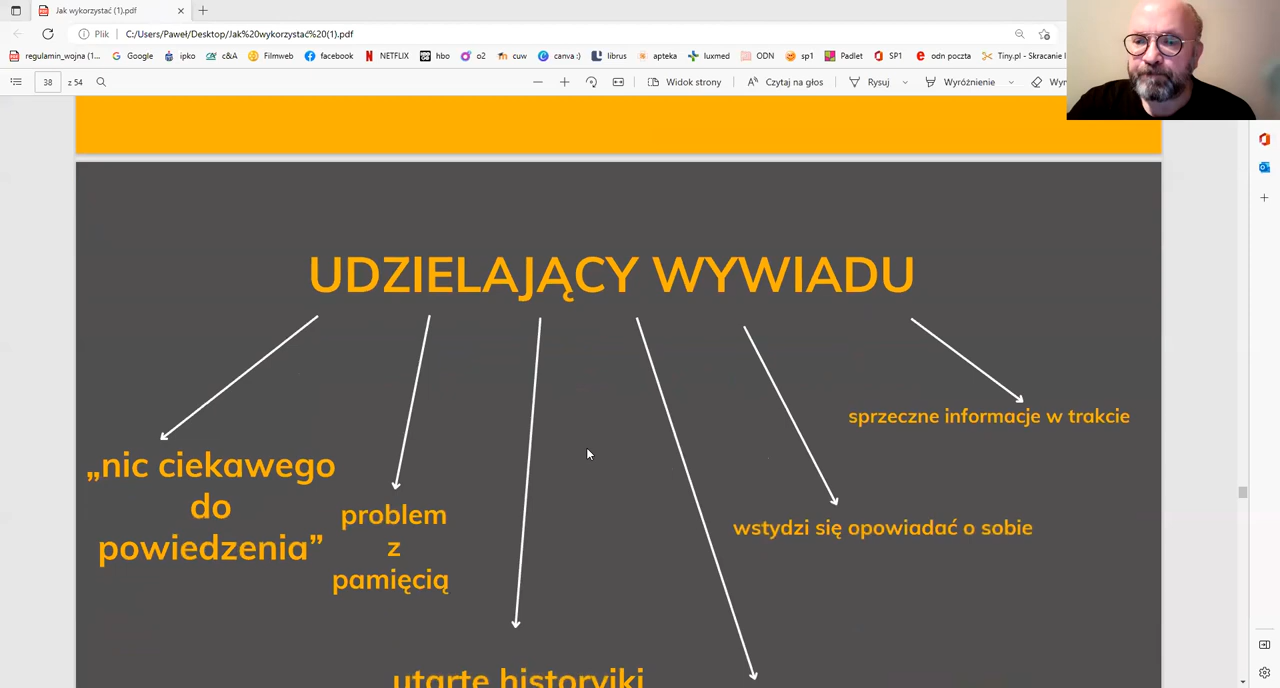 Jak wykorzystać (1).pdf
Plik
C:/Users/Paweł/Desktop/Jak%20wykorzystać%20(1).pdf
regulamin_wojna (1...
Google
ipko
c&A
Filmweb
facebook
NETFLIX
hbo
o2
cuw
canva :)
librus
apteka
luxmed
ODN
sp1
Padlet
SP1
odn poczta
Tiny.pl - Skracanie l
38 z 54
Widok strony
Czytaj na głos
Rysuj
Wyróżnienie
UDZIELAJĄCY WYWIADU
sprzeczne informacje w trakcie
„nic ciekawego
do
powiedzenia”
problem
z
pamięcią
wstydzi się opowiadać o sobie
utarte historyjki